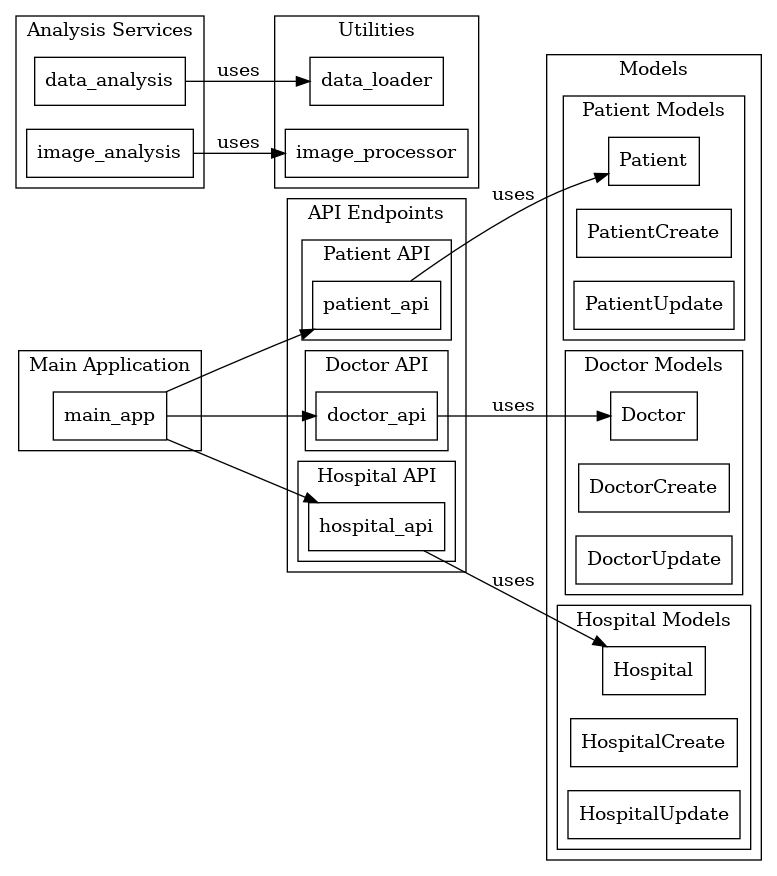 Analysis Services
data_analysis
image_analysis
uses
uses
Utilities
data_loader
image_processor
Main Application
main_app
API Endpoints
Patient API
patient_api
Doctor API
doctor_api
Hospital API
hospital_api
uses
uses
uses
Models
Patient Models
Patient
PatientCreate
PatientUpdate
Doctor Models
Doctor
DoctorCreate
DoctorUpdate
Hospital Models
Hospital
HospitalCreate
HospitalUpdate